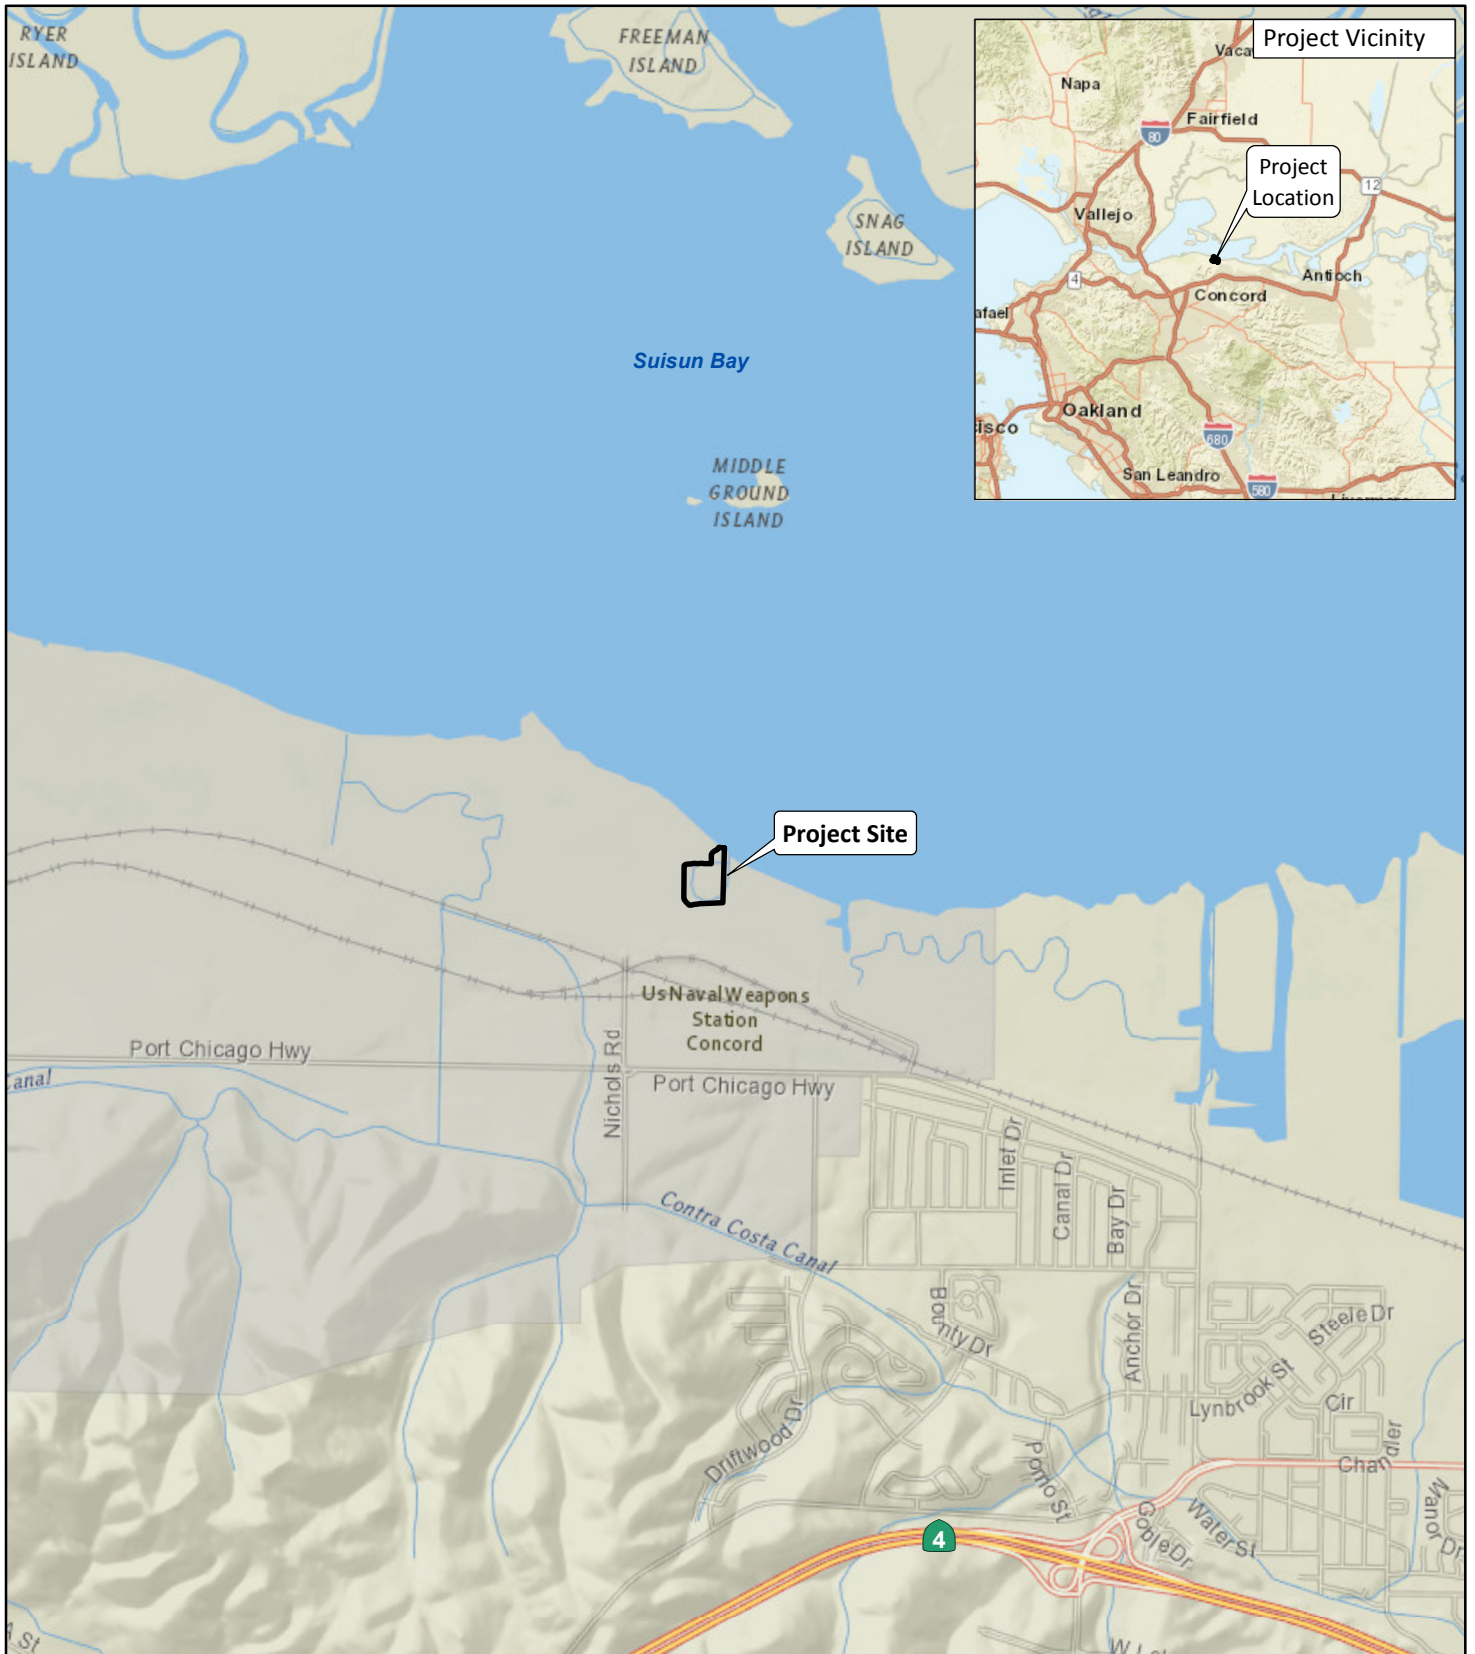 RYER
ISLAND
FREEMAN
ISLAND
SNAG
ISLAND
Suisun Bay
MIDDLE
GROUND
ISLAND
Project Vicinity
Napa
Fairfield
80
Project
Location
12
Vallejo
Antioch
4
Concord
afael
Oakland
isco
680
San Leandro
580
Project Site
Us Naval Weapons
Station
Concord
Port Chicago Hwy
Port Chicago Hwy
Nichols Rd
anal
Contra Costa Canal
Inlet Dr
Canal Dr
Bay Dr
Bounty Dr
Anchor Dr
Steele Dr
Lynbrook St
Cir
Chandler
Driftwood Dr
Pomo St
Goble Dr
Water St
Manor Dr
4
A St